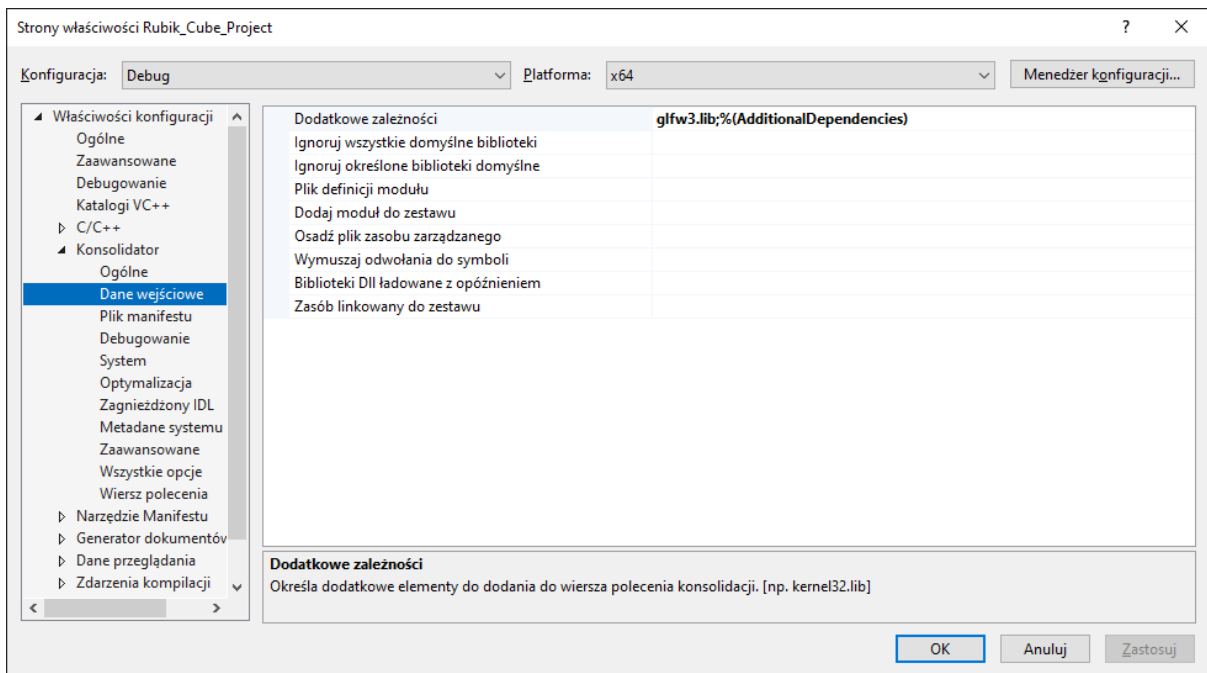 Strony właściwości Rubik_Cube_Project ? ×
Konfiguracja: Debug Platforma: x64 Menedżer konfiguracji...
Właściwości konfiguracji
Ogólne
Zaawansowane
Debugowanie
Katalogi VC++
C/C++
Konsolidator
Ogólne
Dane wejściowe
Plik manifestu
Debugowanie
System
Optymalizacja
Zagnieżdżony IDL
Metadane systemu
Zaawansowane
Wszystkie opcje
Wiersz polecenia
Narzędzie Manifestu
Generator dokumentów
Dane przeglądania
Zdarzenia kompilacji
Dodatkowe zależności glfw3.lib;%(AdditionalDependencies)
Ignoruj wszystkie domyślne biblioteki
Ignoruj określone biblioteki domyślne
Plik definicji modułu
Dodaj moduł do zestawu
Osadź plik zasobu zarządzanego
Wymuszaj odwołania do symboli
Biblioteki Dll ładowane z opóźnieniem
Zasób linkowany do zestawu
Dodatkowe zależności
Określa dodatkowe elementy do dodania do wiersza polecenia konsolidacji. [np. kernel32.lib]
OK Anuluj Zastosuj